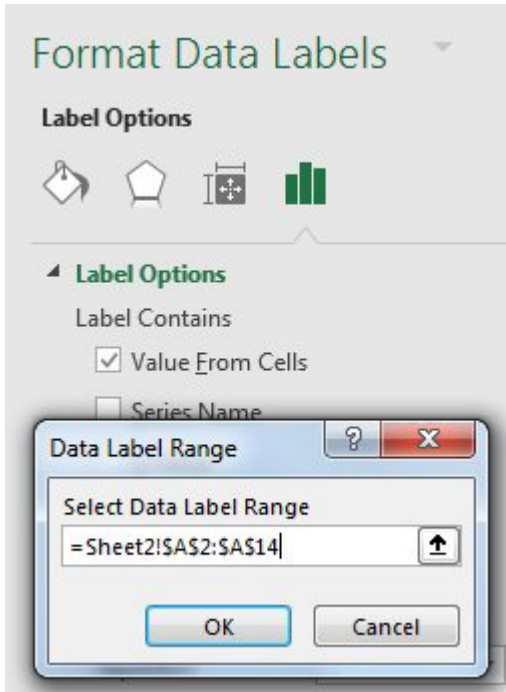 Format Data Labels
Label Options
Label Options
Label Contains
Value From Cells
Series Name
Data Label Range
Select Data Label Range
=Sheet2!$A$2:$A$14
OK Cancel